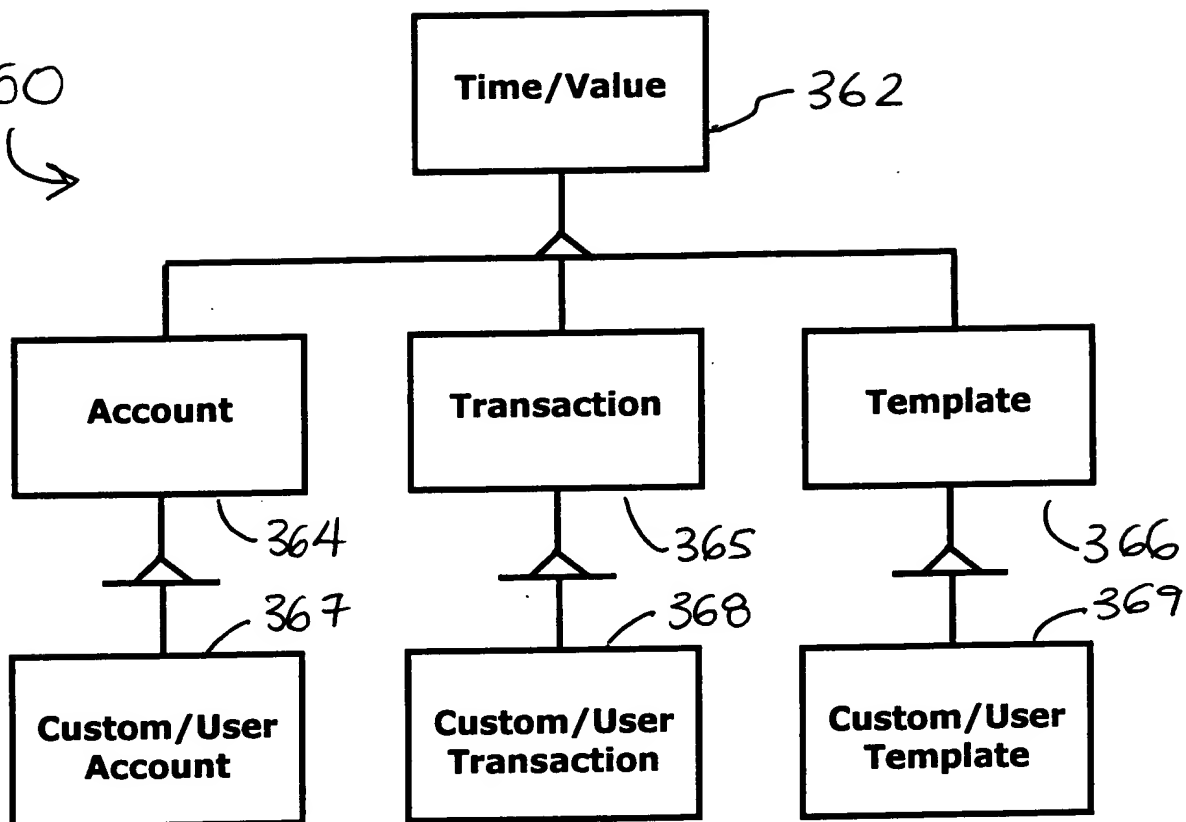 Time/Value
362
60
Account
Transaction
Template
364
365
366
367
368
369
Custom/User
Account
Custom/User
Transaction
Custom/User
Template